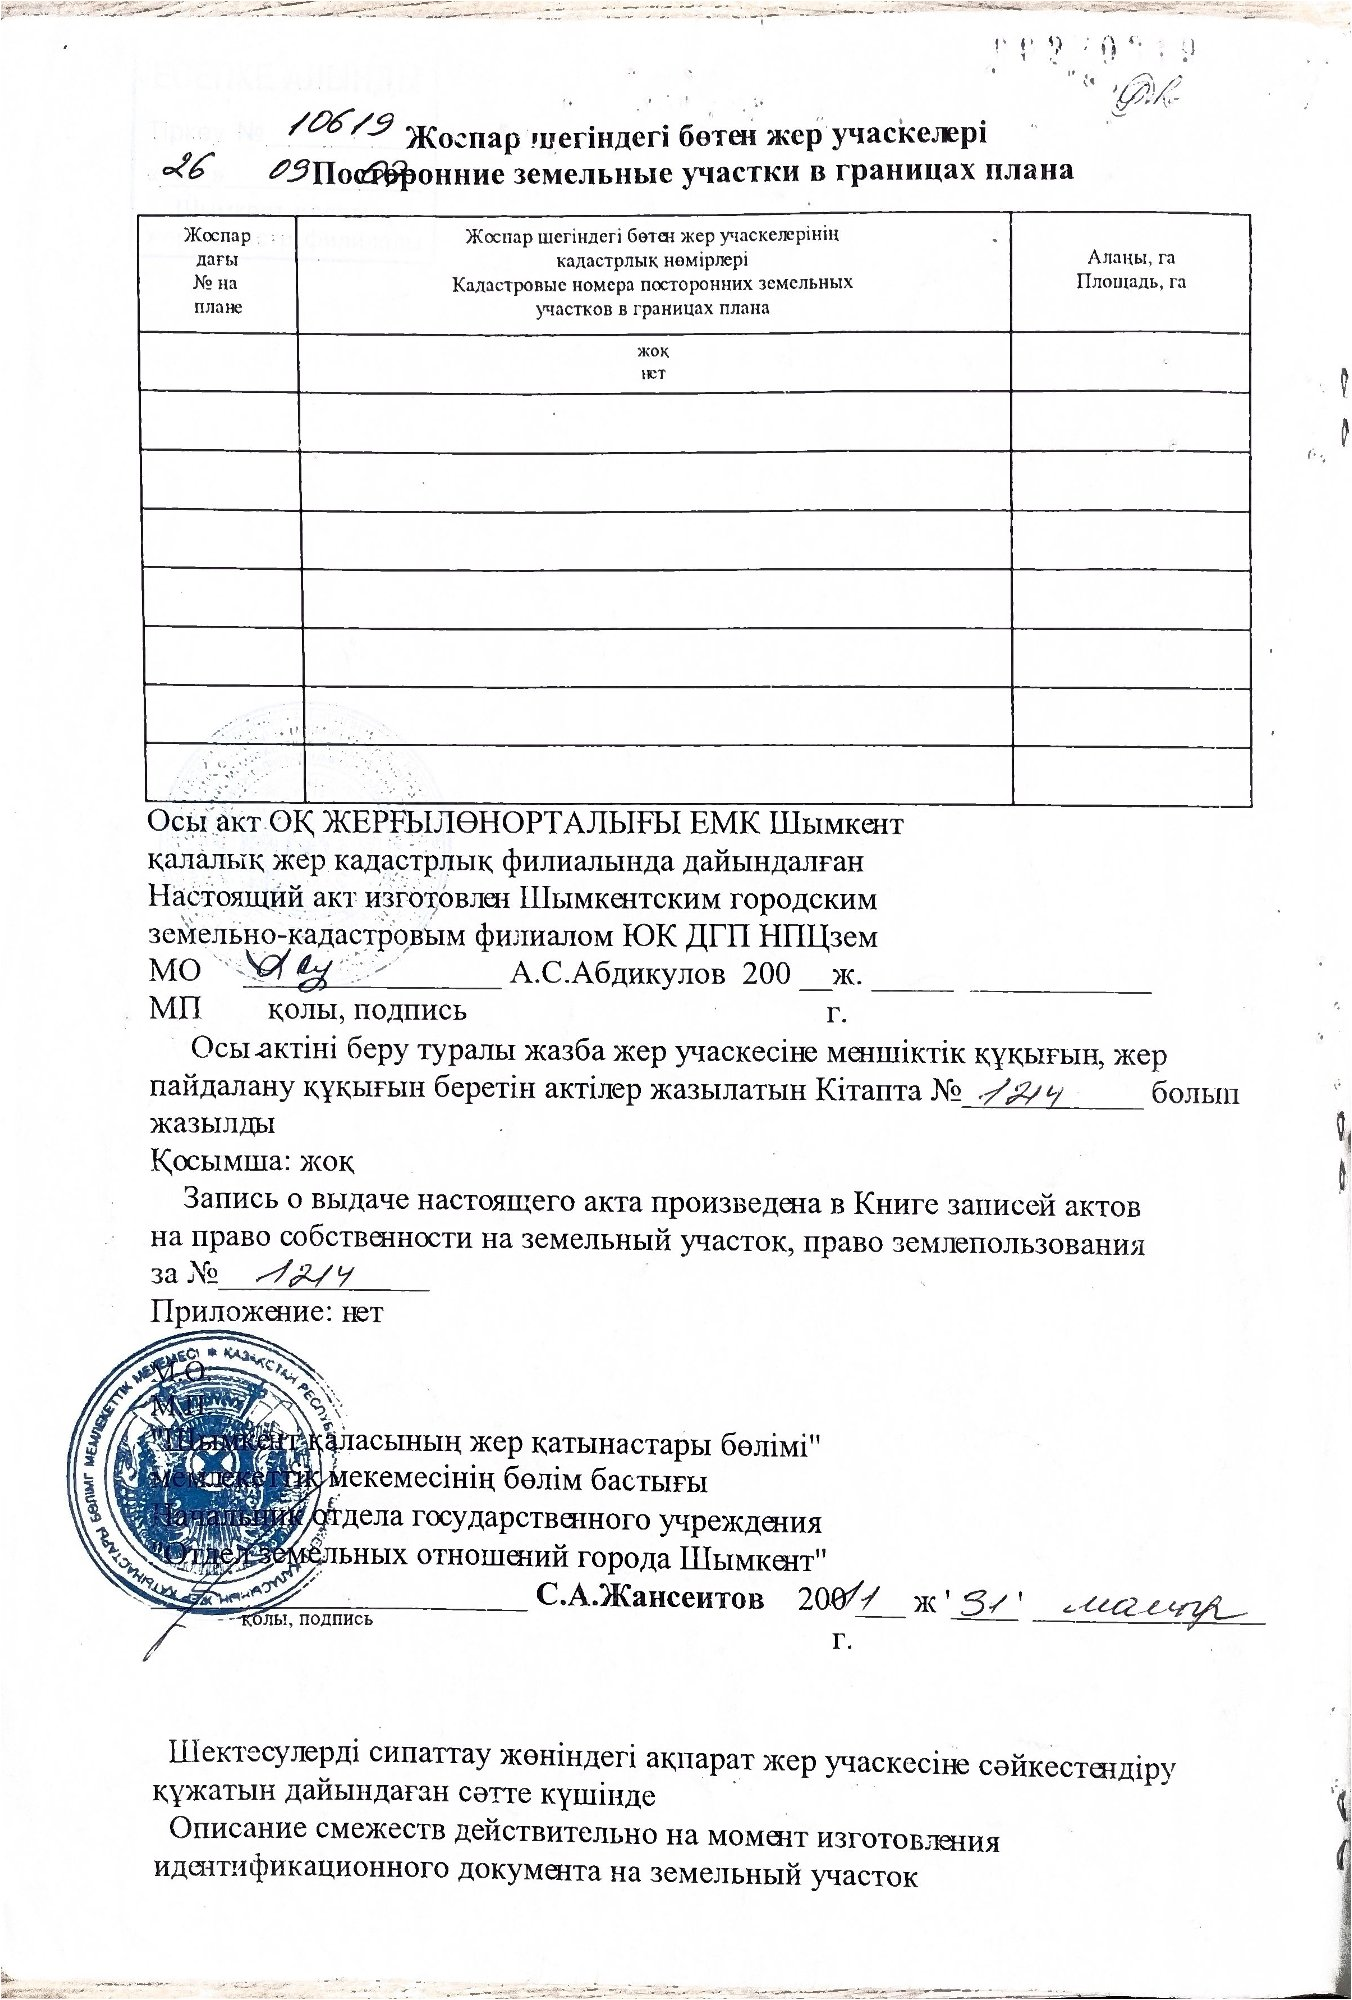 10619
Жоспар шегіндегі бөтен жер учаскелері
26 09
Посторонние земельные участки в границах плана
Жоспар
дағы
№ на
плане
Жоспар шегіндегі бөтен жер учаскелерінің
кадастрлық нөмірлері
Кадастровые номера посторонних земельных
участков в границах плана
Алаңы, га
Площадь, га
жоқ
нет
Осы акт ОҚ ЖЕРҒЫЛӨНОРТАЛЫҒЫ ЕМК Шымкент
қалалық жер кадастрлық филиалында дайындалған
Настоящий акт изготовлен Шымкентским городским
земельно-кадастровым филиалом ЮК ДГП НПЦзем
МО ________________ А.С.Абдикулов 200 __ж. _____ ___________
МП қолы, подпись г.
Осы актіні беру туралы жазба жер учаскесіне меншіктік құқығын, жер
пайдалану құқығын беретін актілер жазылатын Кітапта № 1214 болып
жазылды
Қосымша: жоқ
Запись о выдаче настоящего акта произведена в Книге записей актов
на право собственности на земельный участок, право землепользования
за № 1214
Приложение: нет
М.О.
М.П.
"Шымкент қаласының жер қатынастары бөлімі"
мемлекеттік мекемесінің бөлім бастығы
Начальник отдела государственного учреждения
"Отдел земельных отношений города Шымкент"
С.А.Жансеитов 200 11 ж '31' мамыр
қолы, подпись
г.
Шектесулерді сипаттау жөніндегі ақпарат жер учаскесіне сәйкестендіру
құжатын дайындаған сәтте күшінде
Описание смежеств действительно на момент изготовления
идентификационного документа на земельный участок